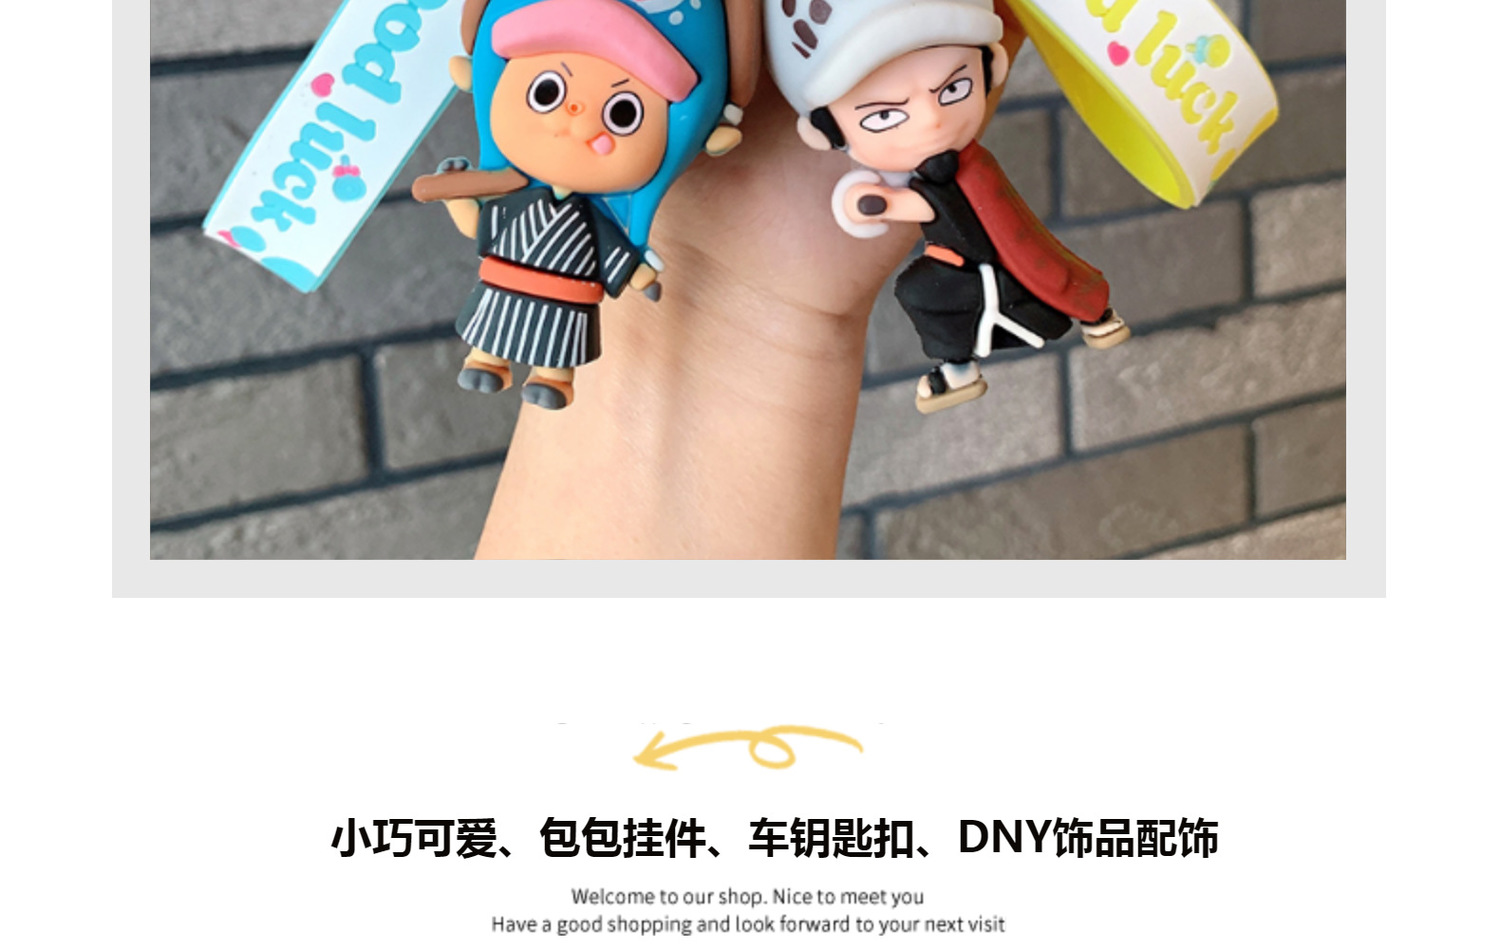 ood luck
d luck
小巧可爱、包包挂件、车钥匙扣、DNY饰品配饰
Welcome to our shop. Nice to meet you
Have a good shopping and look forward to your next visit